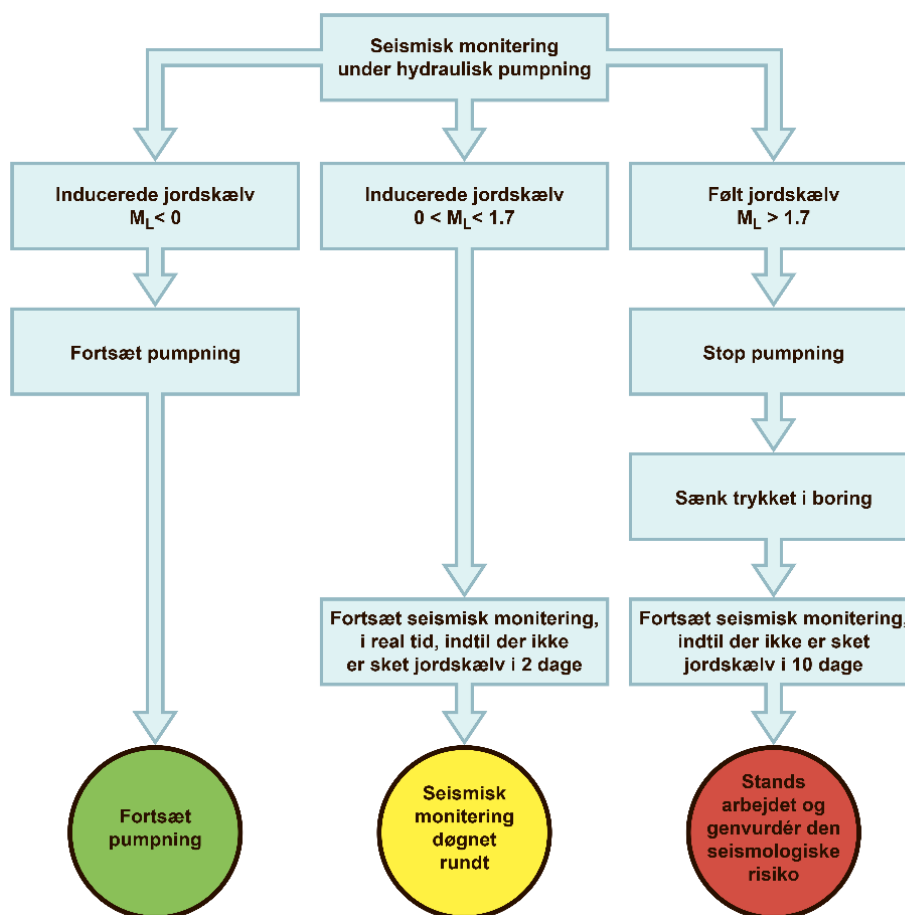 Seismisk monitering
under hydraulisk pumpning
Inducerede jordskælv
ML< 0
Inducerede jordskælv
0 < ML< 1.7
Følt jordskælv
ML > 1.7
Fortsæt pumpning
Stop pumpning
Sænk trykket i boring
Fortsæt seismisk monitering,
i real tid, indtil der ikke
er sket jordskælv i 2 dage
Fortsæt seismisk monitering,
indtil der ikke er sket
jordskælv i 10 dage
Fortsæt
pumpning
Seismisk
monitering
døgnet
rundt
Stands
arbejdet og
genvurdér den
seismologiske
risiko